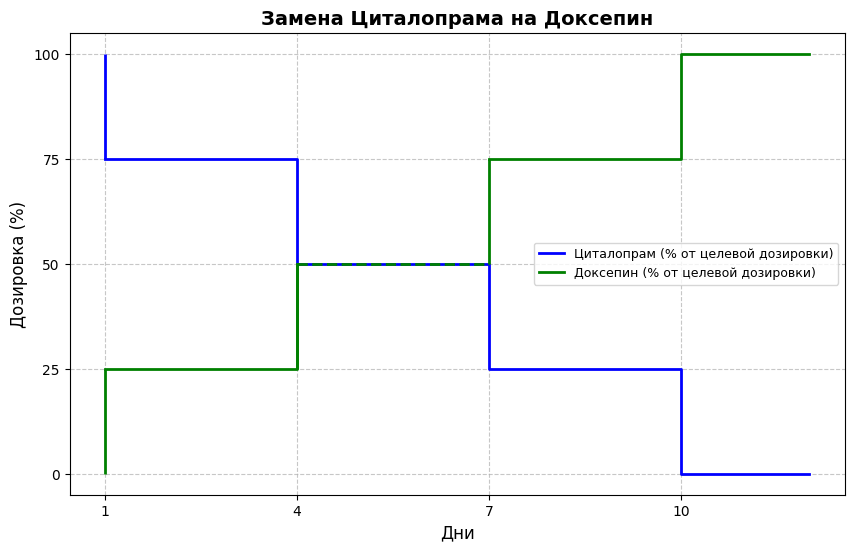 Замена Циталопрама на Доксепин
Дозировка (%)
100
75
50
25
0
Циталопрам (% от целевой дозировки)
Доксепин (% от целевой дозировки)
1 4 7 10
Дни